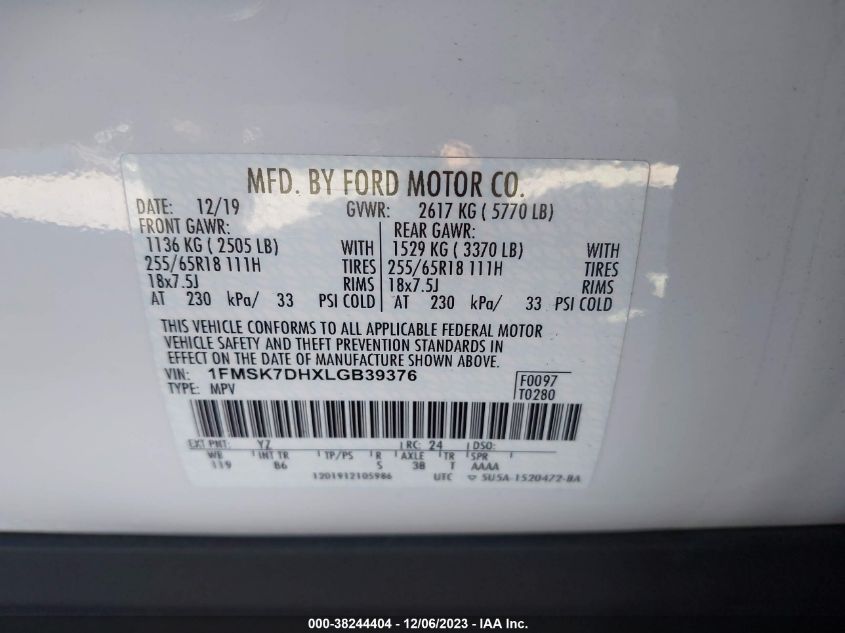 MFD. BY FORD MOTOR CO.
DATE: 12/19 GVWR: 2617 KG ( 5770 LB)
FRONT GAWR: REAR GAWR:
1136 KG ( 2505 LB) WITH 1529 KG ( 3370 LB) WITH
255/65R18 111H TIRES 255/65R18 111H TIRES
18x7.5J RIMS 18x7.5J RIMS
AT 230 kPa/ 33 PSI COLD AT 230 kPa/ 33 PSI COLD
THIS VEHICLE CONFORMS TO ALL APPLICABLE FEDERAL MOTOR
VEHICLE SAFETY AND THEFT PREVENTION STANDARDS IN
EFFECT ON THE DATE OF MANUFACTURE SHOWN ABOVE.
VIN: 1FMSK7DHXLGB39376 F0097
TYPE: MPV T0280
EXT PNT: YZ RC: 24 DSO:
WB INT TR TP/PS R AXLE TR SPR
119 B6 S 3B T AAAA
1201912105986 UTC 5U5A-1520472-BA
000-38244404 - 12/06/2023 - IAA Inc.